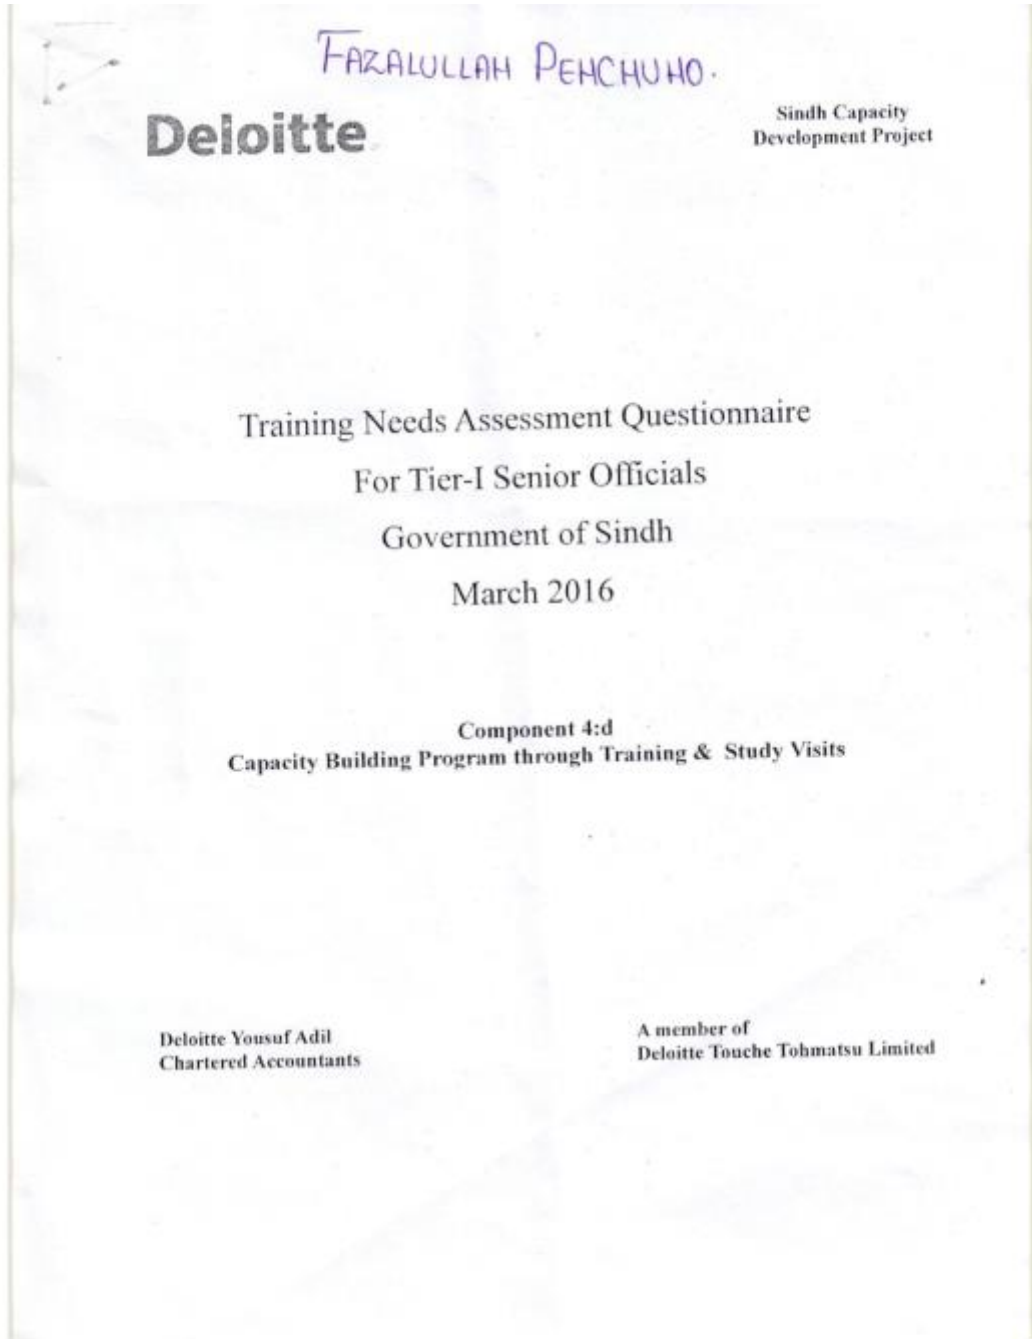 FAZALULLAH PEHCHUHO.
Deloitte
Sindh Capacity
Development Project
Training Needs Assessment Questionnaire
For Tier-I Senior Officials
Government of Sindh
March 2016
Component 4:d
Capacity Building Program through Training & Study Visits
Deloitte Yousuf Adil
Chartered Accountants
A member of
Deloitte Touche Tohmatsu Limited